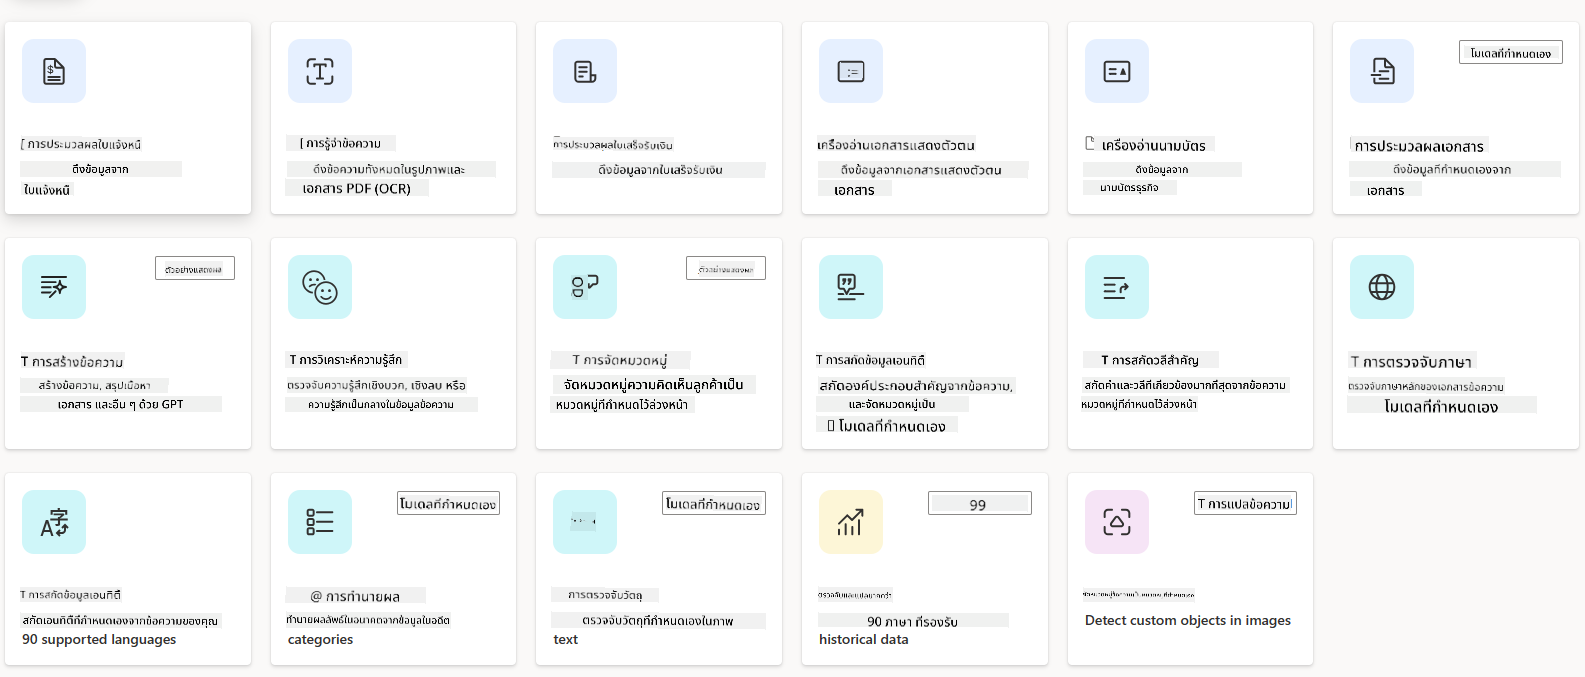 โมเดลที่กำหนดเอง
[ การประมวลผลใบแจ้งหนี้
ดึงข้อมูลจาก
ใบแจ้งหนี้
[ การรู้จำข้อความ
ดึงข้อความทั้งหมดในรูปภาพและ
เอกสาร PDF (OCR)
การประมวลผลใบเสร็จรับเงิน
ดึงข้อมูลจากใบเสร็จรับเงิน
เครื่องอ่านเอกสารแสดงตัวตน
ดึงข้อมูลจากเอกสารแสดงตัวตน
เอกสาร
เครื่องอ่านนามบัตร
ดึงข้อมูลจาก
นามบัตรธุรกิจ
การประมวลผลเอกสาร
ดึงข้อมูลที่กำหนดเองจาก
เอกสาร
ตัวอย่างแสดงผล
T การสร้างข้อความ
สร้างข้อความ, สรุปเนื้อหา
เอกสาร และอื่น ๆ ด้วย GPT
T การวิเคราะห์ความรู้สึก
ตรวจจับความรู้สึกเชิงบวก, เชิงลบ หรือ
ความรู้สึกเป็นกลางในข้อมูลข้อความ
ตัวอย่างแสดงผล
T การจัดหมวดหมู่
จัดหมวดหมู่ความคิดเห็นลูกค้าเป็น
หมวดหมู่ที่กำหนดไว้ล่วงหน้า
T การสกัดข้อมูลเอนทิตี
สกัดองค์ประกอบสำคัญจากข้อความ,
และจัดหมวดหมู่เป็น
โมเดลที่กำหนดเอง
T การสกัดวลีสำคัญ
สกัดคำและวลีที่เกี่ยวข้องมากที่สุดจากข้อความ
หมวดหมู่ที่กำหนดไว้ล่วงหน้า
T การตรวจจับภาษา
ตรวจจับภาษาหลักของเอกสารข้อความ
โมเดลที่กำหนดเอง
T การสกัดข้อมูลเอนทิตี
สกัดเอนทิตีที่กำหนดเองจากข้อความของคุณ
90 supported languages
โมเดลที่กำหนดเอง
@ การทำนายผล
ทำนายผลลัพธ์ในอนาคตจากข้อมูลในอดีต
categories
โมเดลที่กำหนดเอง
การตรวจจับวัตถุ
ตรวจจับวัตถุที่กำหนดเองในภาพ
text
99
ตรวจจับและแปลมากกว่า
90 ภาษา ที่รองรับ
historical data
T การแปลข้อความ
Detect custom objects in images